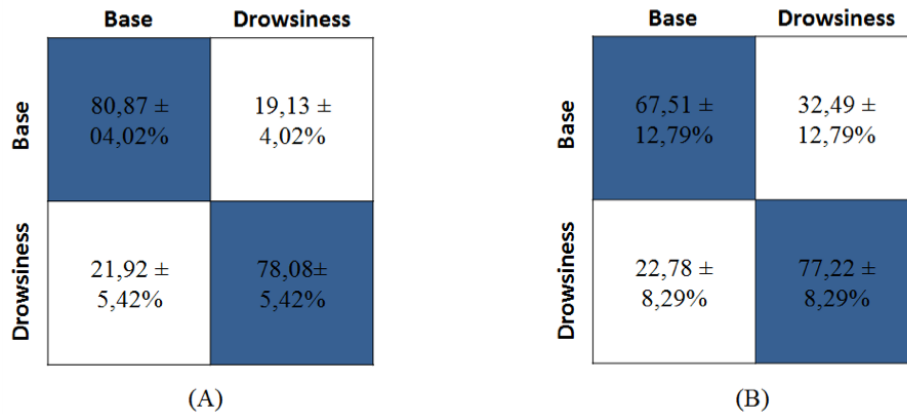 Base Drowsiness
Base
80,87 ±
04,02%
19,13 ±
4,02%
Drowsiness
21,92 ±
5,42%
78,08±
5,42%
(A)
Base Drowsiness
Base
67,51 ±
12,79%
32,49 ±
12,79%
Drowsiness
22,78 ±
8,29%
77,22 ±
8,29%
(B)